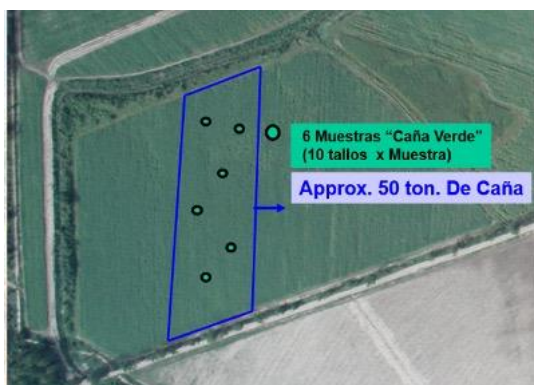 6 Muestras “Caña Verde”
(10 tallos x Muestra)
Approx. 50 ton. De Caña